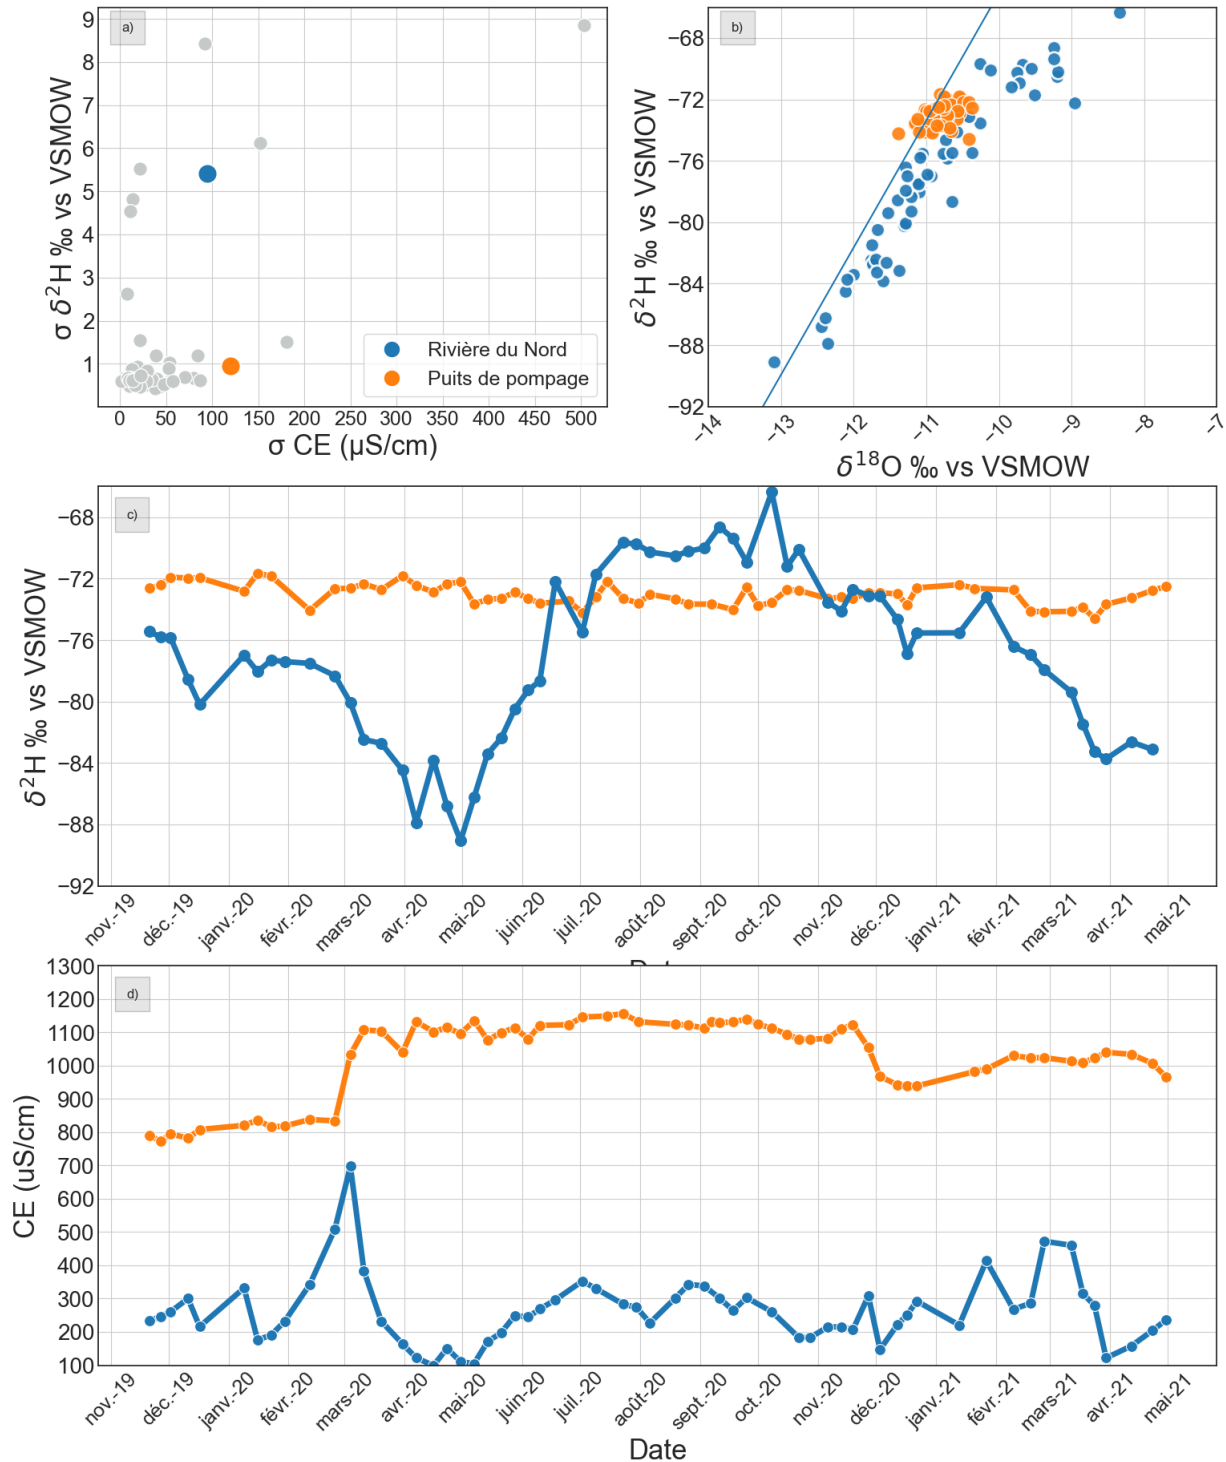 a)
9
8
7
6
5
4
3
2
1
σ δ²H ‰ vs VSMOW
Rivière du Nord
Puits de pompage
0 50 100 150 200 250 300 350 400 450 500
σ CE (µS/cm)
b)
−68
−72
−76
−80
−84
−88
−92
δ²H ‰ vs VSMOW
−14 −13 −12 −11 −10 −9 −8 −7
δ¹⁸O ‰ vs VSMOW
c)
−68
−72
−76
−80
−84
−88
−92
δ²H ‰ vs VSMOW
nov.-19 déc.-19 janv.-20 févr.-20 mars-20 avr.-20 mai-20 juin-20 juil.-20 août-20 sept.-20 oct.-20 nov.-20 déc.-20 janv.-21 févr.-21 mars-21 avr.-21 mai-21
d)
1300
1200
1100
1000
900
800
700
600
500
400
300
200
100
CE (uS/cm)
nov.-19 déc.-19 janv.-20 févr.-20 mars-20 avr.-20 mai-20 juin-20 juil.-20 août-20 sept.-20 oct.-20 nov.-20 déc.-20 janv.-21 févr.-21 mars-21 avr.-21 mai-21
Date